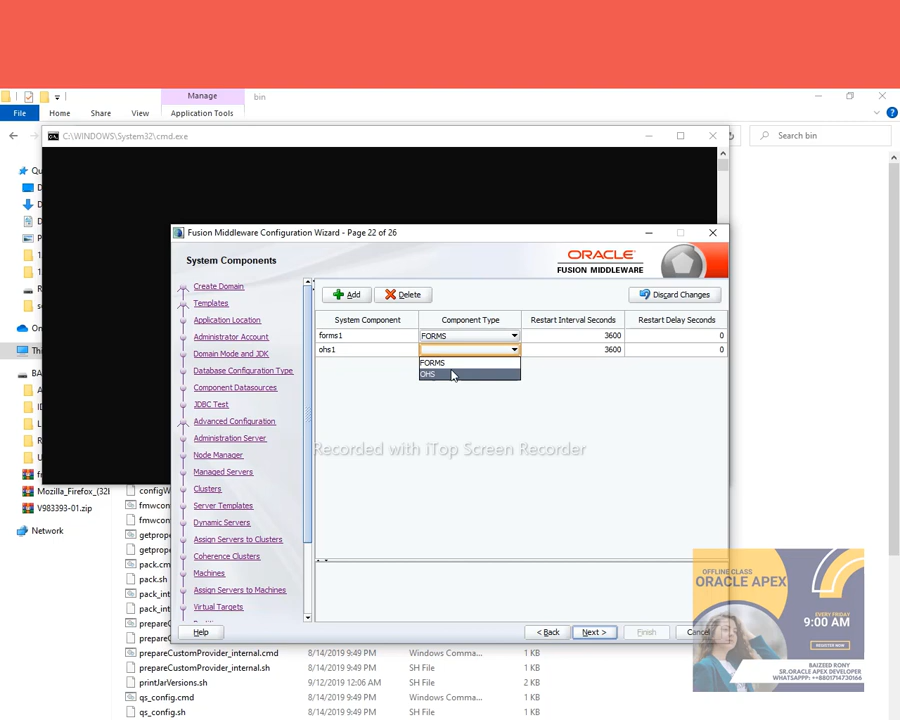 Manage
bin
File
Home
Share
View
Application Tools
C:\WINDOWS\System32\cmd.exe
Search bin
Fusion Middleware Configuration Wizard - Page 22 of 26
System Components
ORACLE
FUSION MIDDLEWARE
Create Domain
Templates
Application Location
Administrator Account
Domain Mode and JDK
Database Configuration Type
Component Datasources
JDBC Test
Advanced Configuration
Administration Server
Node Manager
Managed Servers
Clusters
Server Templates
Dynamic Servers
Assign Servers to Clusters
Coherence Clusters
Machines
Assign Servers to Machines
Virtual Targets
Add
Delete
Discard Changes
System Component
Component Type
Restart Interval Seconds
Restart Delay Seconds
forms1
FORMS
3600
0
ohs1
3600
0
FORMS
OHS
Recorded with iTop Screen Recorder
Help
< Back
Next >
Finish
Cancel
Mozilla_Firefox_(32b
V983393-01.zip
Network
configW
fmwcon
fmwcon
getprope
getprope
pack.cm
pack.sh
pack_int
pack_int
prepareC
prepareC
prepareCustomProvider_internal.cmd
8/14/2019 9:49 PM
Windows Comma...
1 KB
prepareCustomProvider_internal.sh
8/14/2019 9:49 PM
SH File
1 KB
printJarVersions.sh
9/12/2019 12:06 AM
SH File
2 KB
qs_config.cmd
8/14/2019 9:49 PM
Windows Comma...
1 KB
qs_config.sh
8/14/2019 9:49 PM
SH File
1 KB
OFFLINE CLASS
ORACLE APEX
EVERY FRIDAY
9:00 AM
REGISTER NOW
BAIZEED RONY
SR.ORACLE APEX DEVELOPER
WHATSAPPP: ++8801714730166